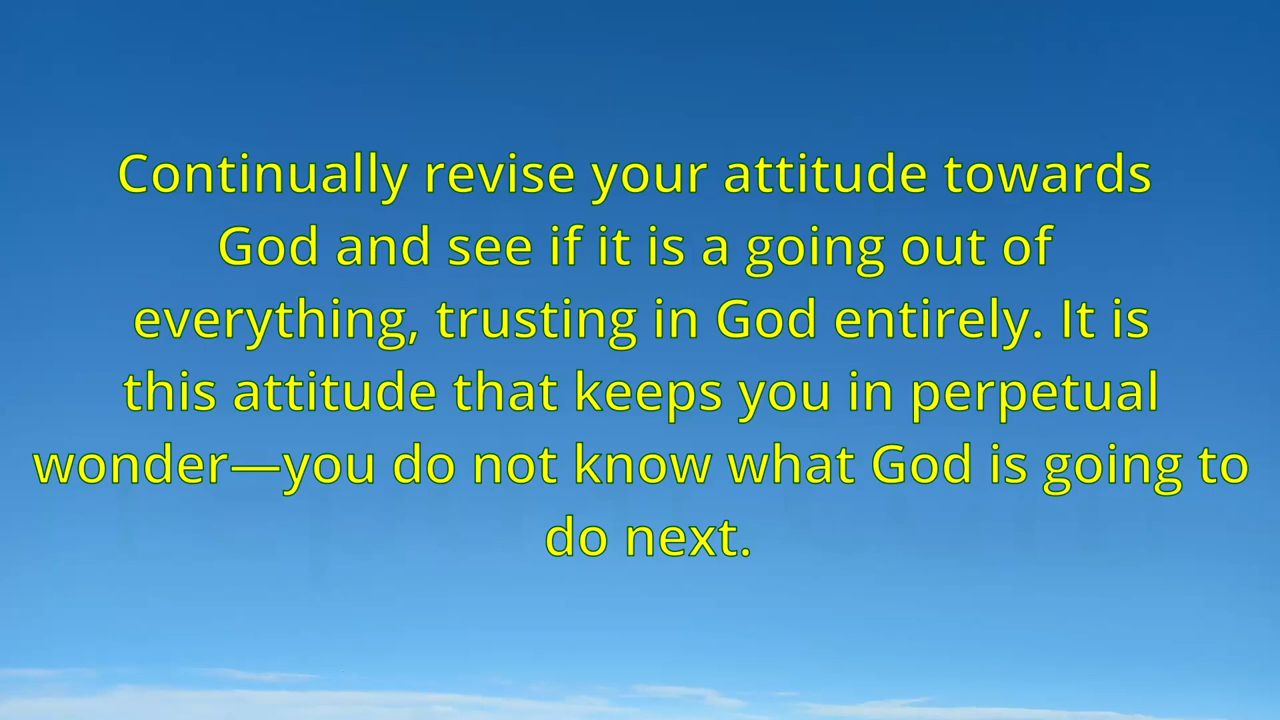 Continually revise your attitude towards
God and see if it is a going out of
everything, trusting in God entirely. It is
this attitude that keeps you in perpetual
wonder—you do not know what God is going to
do next.